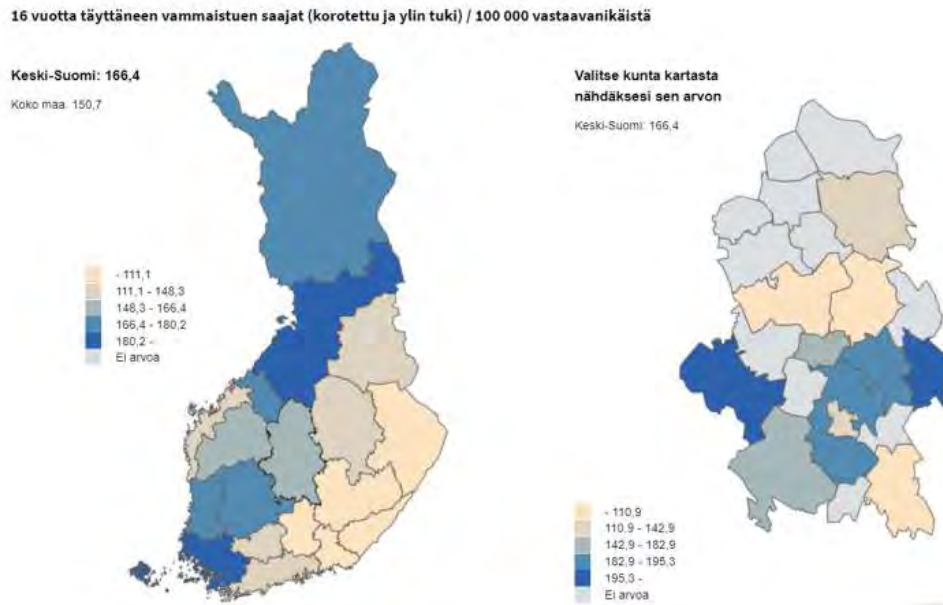 16 vuotta täyttäneen vammaistuen saajat (korotettu ja ylin tuki) / 100 000 vastaavanikäistä
Keski-Suomi: 166,4
Koko maa: 150,7
- 111,1
111,1 - 148,3
148,3 - 166,4
166,4 - 180,2
180,2 -
Ei arvoa
Valitse kunta kartasta
nähdäksesi sen arvon
Keski-Suomi: 166,4
- 110,9
110,9 - 142,9
142,9 - 182,9
182,9 - 195,3
195,3 -
Ei arvoa